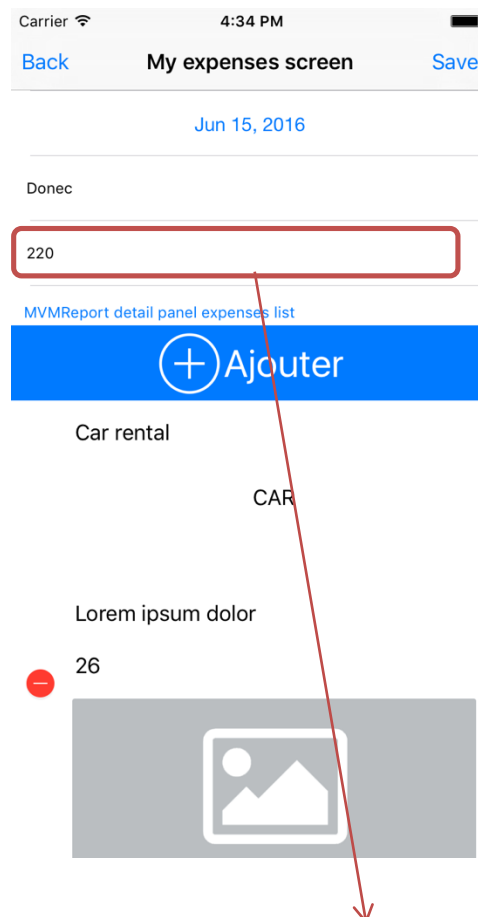 Carrier 4:34 PM
Back My expenses screen Save
Jun 15, 2016
Donec
220
MVMReport detail panel expenses list
Ajouter
Car rental
CAR
Lorem ipsum dolor
26